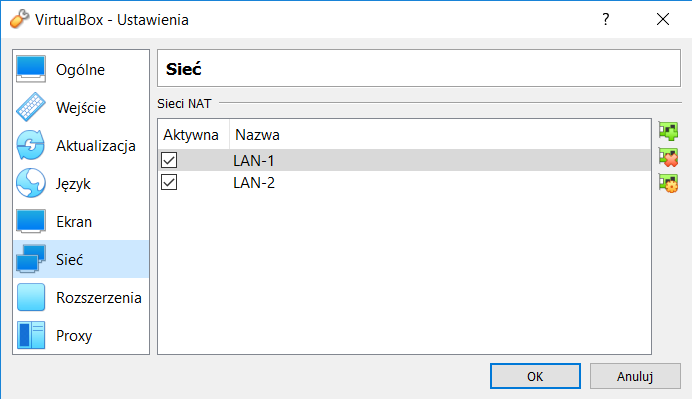 VirtualBox - Ustawienia
?
Ogólne
Wejście
Aktualizacja
Język
Ekran
Sieć
Rozszerzenia
Proxy
Sieć
Sieci NAT
Aktywna Nazwa
LAN-1
LAN-2
OK Anuluj